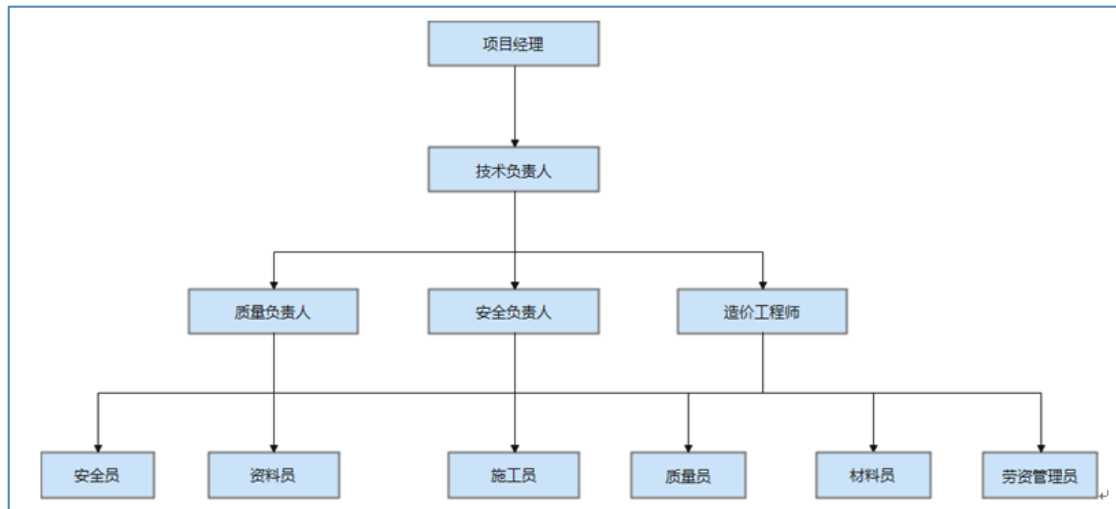 项目经理
技术负责人
质量负责人
安全负责人
造价工程师
安全员
资料员
施工员
质量员
材料员
劳资管理员